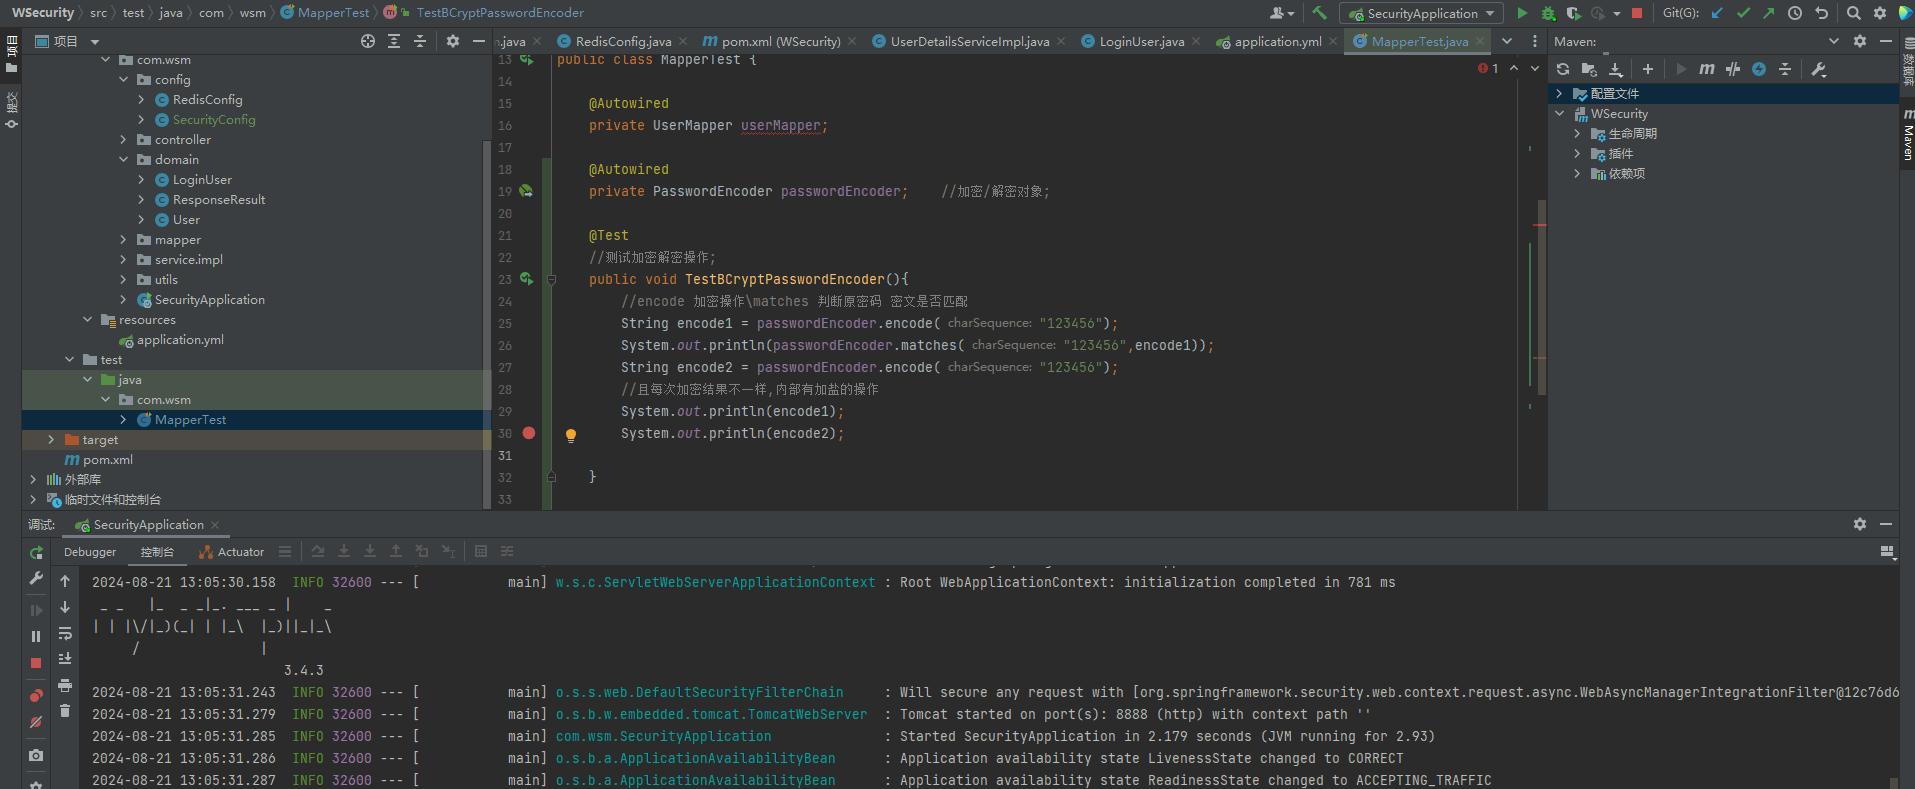 WSecurity src test java com wsm MapperTest TestBCryptPasswordEncoder SecurityApplication Git(G):
项目 n.java RedisConfig.java pom.xml (WSecurity) UserDetailsServiceImpl.java LoginUser.java application.yml MapperTest.java Maven:
项目
提交
com.wsm
config
RedisConfig
SecurityConfig
controller
domain
LoginUser
ResponseResult
User
mapper
service.impl
utils
SecurityApplication
resources
application.yml
test
java
com.wsm
MapperTest
target
pom.xml
外部库
临时文件和控制台
13 public class MapperTest {
1
14
15 @Autowired
16 private UserMapper userMapper;
17
18 @Autowired
19 private PasswordEncoder passwordEncoder; //加密/解密对象;
20
21 @Test
22 //测试加密解密操作;
23 public void TestBCryptPasswordEncoder(){
24 //encode 加密操作\matches 判断原密码 密文是否匹配
25 String encode1 = passwordEncoder.encode( charSequence: "123456");
26 System.out.println(passwordEncoder.matches( charSequence: "123456",encode1));
27 String encode2 = passwordEncoder.encode( charSequence: "123456");
28 //且每次加密结果不一样,内部有加盐的操作
29 System.out.println(encode1);
30 System.out.println(encode2);
31
32 }
33
配置文件
WSecurity
生命周期
插件
依赖项
数据库
Maven
调试: SecurityApplication
Debugger 控制台 Actuator
2024-08-21 13:05:30.158 INFO 32600 --- [ main] w.s.c.ServletWebServerApplicationContext : Root WebApplicationContext: initialization completed in 781 ms
_ _ |_ _ _|_. ___ _ | _
| | |\/|_)(_| | |_\ |_)||_|_\
/ |
3.4.3
2024-08-21 13:05:31.243 INFO 32600 --- [ main] o.s.s.web.DefaultSecurityFilterChain : Will secure any request with [org.springframework.security.web.context.request.async.WebAsyncManagerIntegrationFilter@12c76d6
2024-08-21 13:05:31.279 INFO 32600 --- [ main] o.s.b.w.embedded.tomcat.TomcatWebServer : Tomcat started on port(s): 8888 (http) with context path ''
2024-08-21 13:05:31.285 INFO 32600 --- [ main] com.wsm.SecurityApplication : Started SecurityApplication in 2.179 seconds (JVM running for 2.93)
2024-08-21 13:05:31.286 INFO 32600 --- [ main] o.s.b.a.ApplicationAvailabilityBean : Application availability state LivenessState changed to CORRECT
2024-08-21 13:05:31.287 INFO 32600 --- [ main] o.s.b.a.ApplicationAvailabilityBean : Application availability state ReadinessState changed to ACCEPTING_TRAFFIC